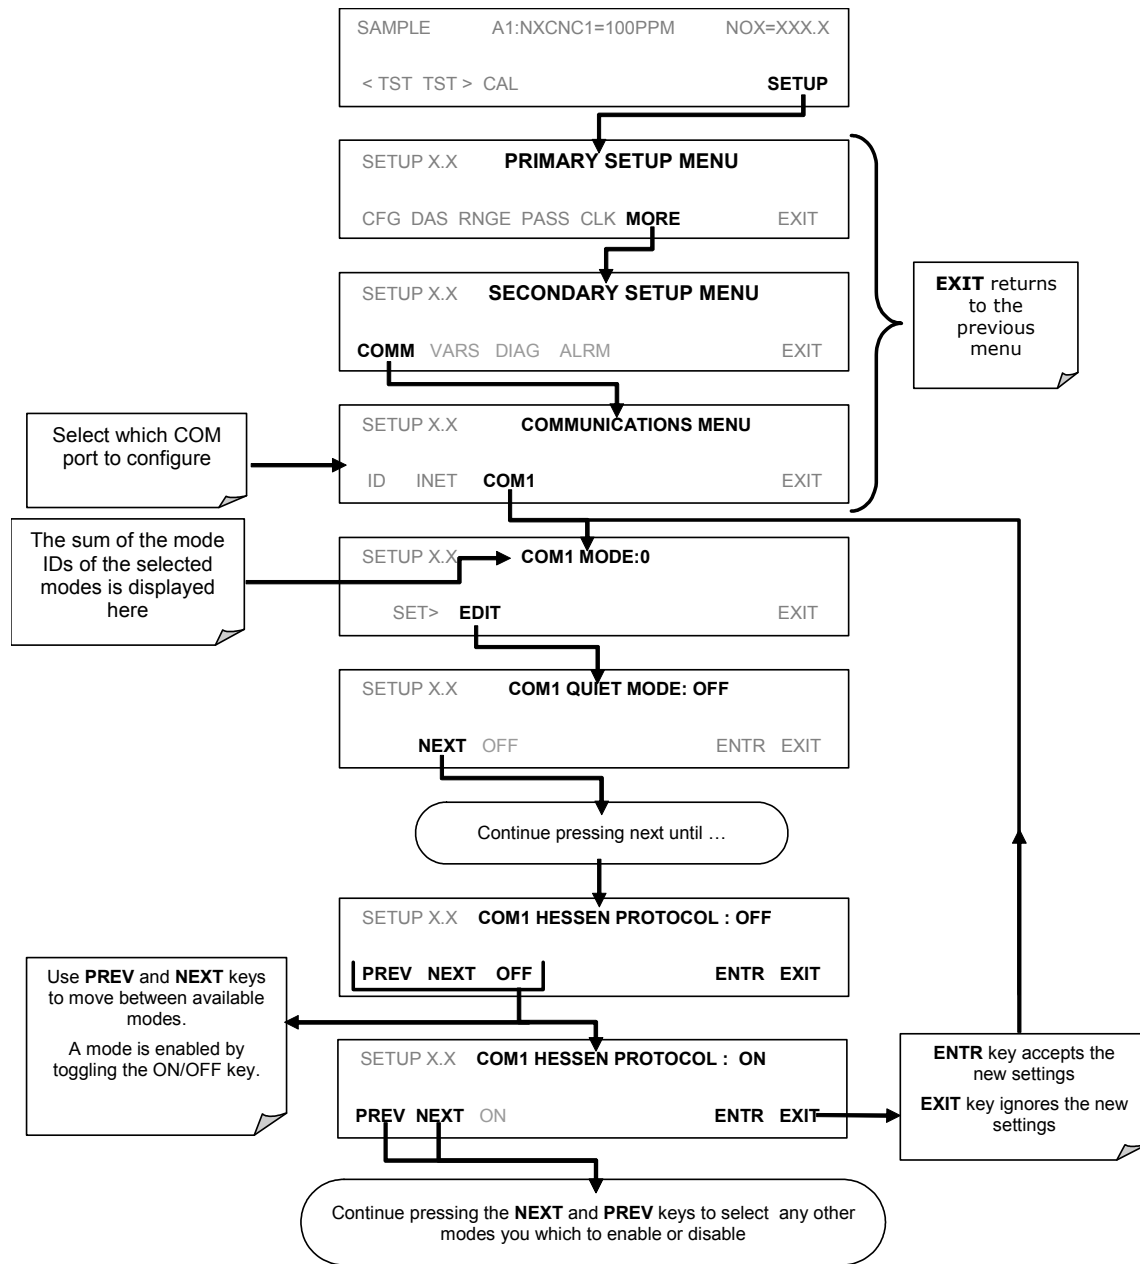 SAMPLE A1:NXCNC1=100PPM NOX=XXX.X
< TST TST > CAL SETUP
SETUP X.X PRIMARY SETUP MENU
CFG DAS RNGE PASS CLK MORE EXIT
SETUP X.X SECONDARY SETUP MENU
COMM VARS DIAG ALRM EXIT
EXIT returns
to the
previous
menu
SETUP X.X COMMUNICATIONS MENU
ID INET COM1 EXIT
Select which COM
port to configure
SETUP X.X COM1 MODE:0
SET> EDIT EXIT
The sum of the mode
IDs of the selected
modes is displayed
here
SETUP X.X COM1 QUIET MODE: OFF
NEXT OFF ENTR EXIT
Continue pressing next until …
SETUP X.X COM1 HESSEN PROTOCOL : OFF
PREV NEXT OFF ENTR EXIT
Use PREV and NEXT keys
to move between available
modes.
A mode is enabled by
toggling the ON/OFF key.
SETUP X.X COM1 HESSEN PROTOCOL : ON
PREV NEXT ON ENTR EXIT
ENTR key accepts the
new settings
EXIT key ignores the new
settings
Continue pressing the NEXT and PREV keys to select any other
modes you which to enable or disable